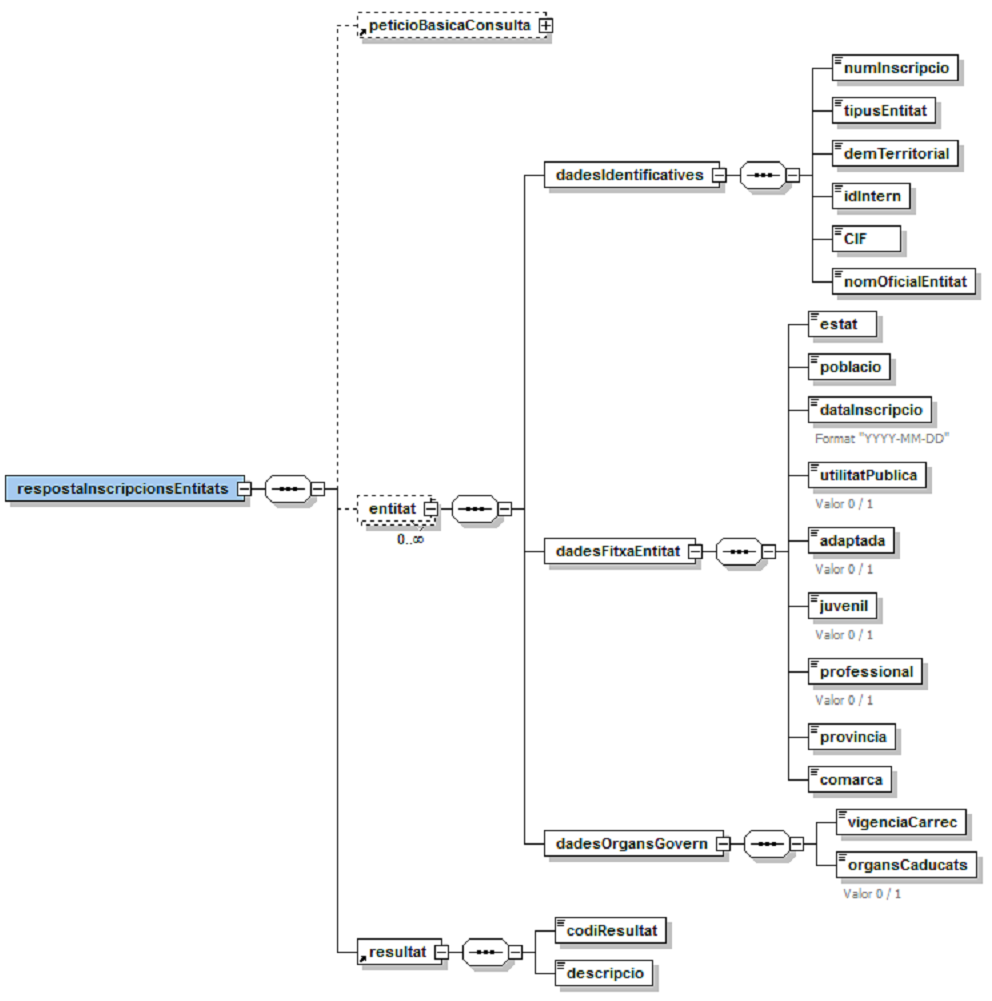 peticioBasicaConsulta
numInscripcio
tipusEntitat
demTerritorial
dadesIdentificatives
idIntern
CIF
nomOficialEntitat
estat
poblacio
dataInscripcio
Format "YYYY-MM-DD"
respostaInscripcionsEntitats
utilitatPublica
Valor 0 / 1
entitat
0..∞
adaptada
dadesFitxaEntitat
Valor 0 / 1
juvenil
Valor 0 / 1
professional
Valor 0 / 1
provincia
comarca
vigenciaCarrec
dadesOrgansGovern
organsCaducats
Valor 0 / 1
codiResultat
resultat
descripcio